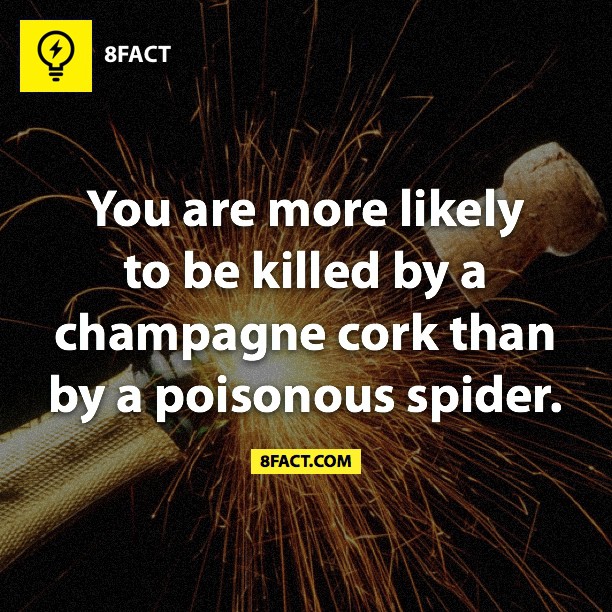 8FACT
You are more likely
to be killed by a
champagne cork than
by a poisonous spider.
8FACT.COM